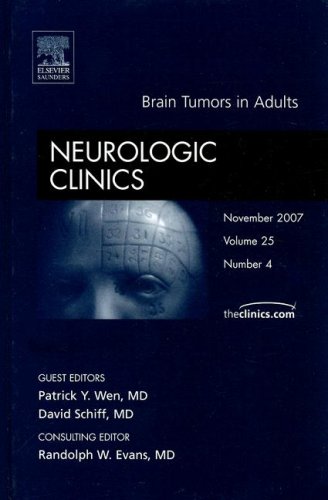 ELSEVIER
SAUNDERS
Brain Tumors in Adults
NEUROLOGIC
CLINICS
November 2007
Volume 25
Number 4
theclinics.com
GUEST EDITORS
Patrick Y. Wen, MD
David Schiff, MD
CONSULTING EDITOR
Randolph W. Evans, MD